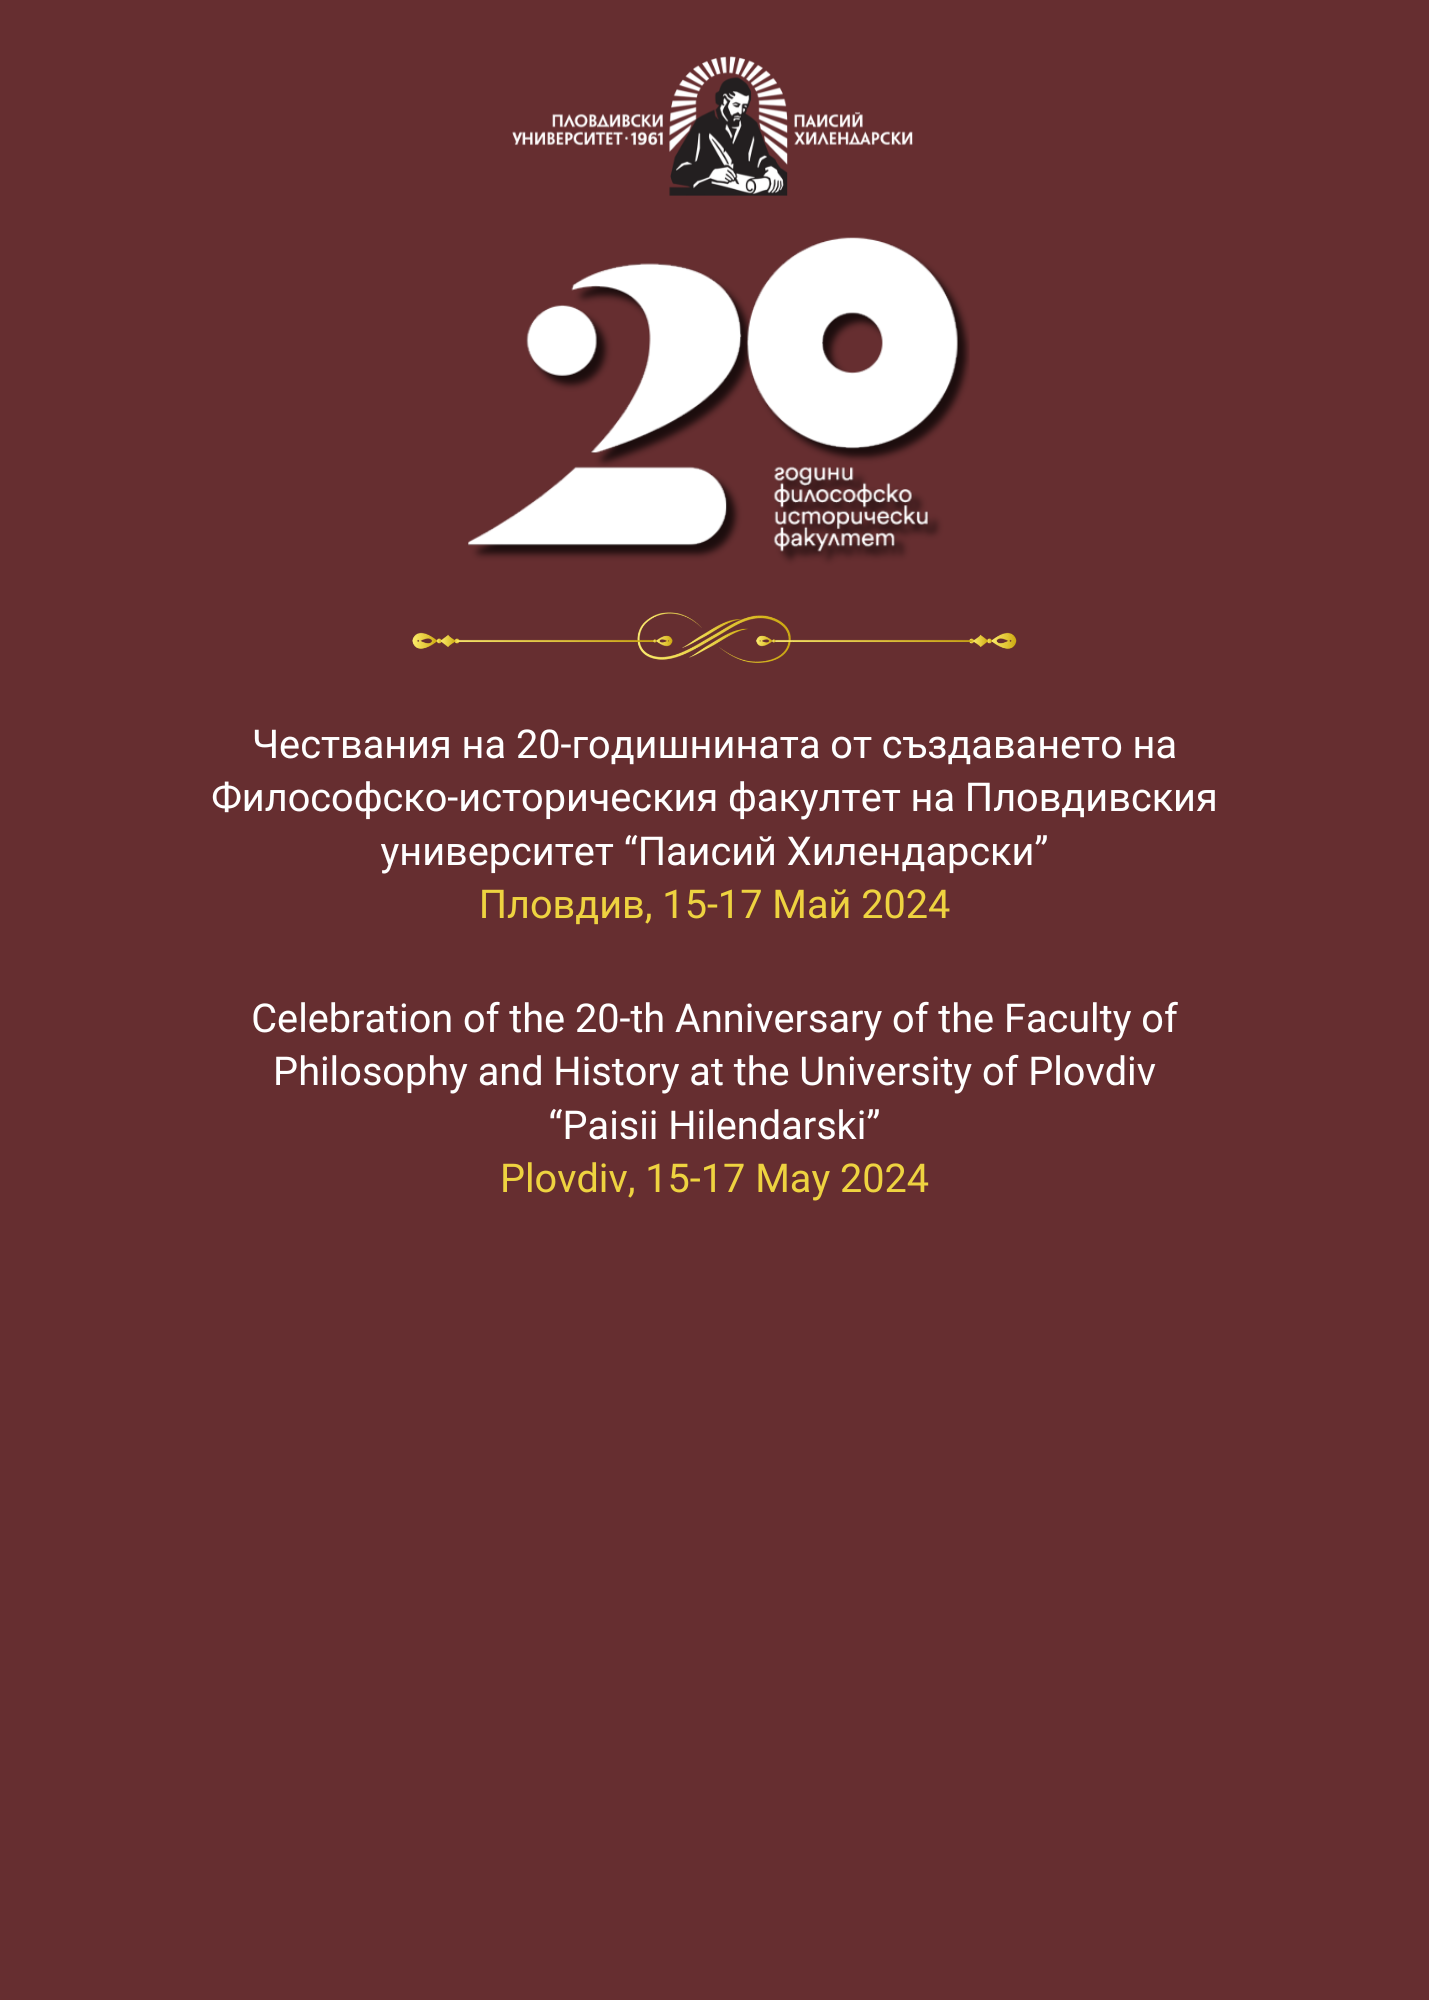 ПЛОВДИВСКИ
УНИВЕРСИТЕТ·1961
ПАИСИЙ
ХИЛЕНДАРСКИ
20
години
философско
исторически
факултет
Чествания на 20-годишнината от създаването на
Философско-историческия факултет на Пловдивския
университет “Паисий Хилендарски”
Пловдив, 15-17 Май 2024
Celebration of the 20-th Anniversary of the Faculty of
Philosophy and History at the University of Plovdiv
“Paisii Hilendarski”
Plovdiv, 15-17 May 2024